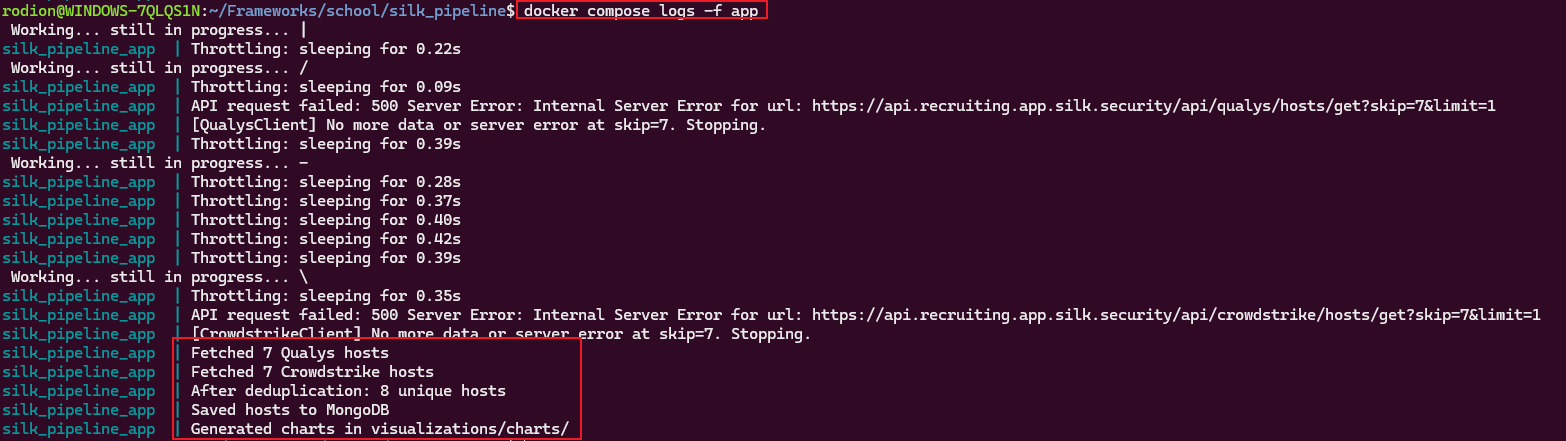 rodion@WINDOWS-7QLQS1N:~/Frameworks/school/silk_pipeline$ docker compose logs -f app
Working... still in progress... |
silk_pipeline_app | Throttling: sleeping for 0.22s
Working... still in progress... /
silk_pipeline_app | Throttling: sleeping for 0.09s
silk_pipeline_app | API request failed: 500 Server Error: Internal Server Error for url: https://api.recruiting.app.silk.security/api/qualys/hosts/get?skip=7&limit=1
silk_pipeline_app | [QualysClient] No more data or server error at skip=7. Stopping.
silk_pipeline_app | Throttling: sleeping for 0.39s
Working... still in progress... -
silk_pipeline_app | Throttling: sleeping for 0.28s
silk_pipeline_app | Throttling: sleeping for 0.37s
silk_pipeline_app | Throttling: sleeping for 0.40s
silk_pipeline_app | Throttling: sleeping for 0.42s
silk_pipeline_app | Throttling: sleeping for 0.39s
Working... still in progress... \
silk_pipeline_app | Throttling: sleeping for 0.35s
silk_pipeline_app | API request failed: 500 Server Error: Internal Server Error for url: https://api.recruiting.app.silk.security/api/crowdstrike/hosts/get?skip=7&limit=1
silk_pipeline_app | [CrowdstrikeClient] No more data or server error at skip=7. Stopping.
silk_pipeline_app | Fetched 7 Qualys hosts
silk_pipeline_app | Fetched 7 Crowdstrike hosts
silk_pipeline_app | After deduplication: 8 unique hosts
silk_pipeline_app | Saved hosts to MongoDB
silk_pipeline_app | Generated charts in visualizations/charts/